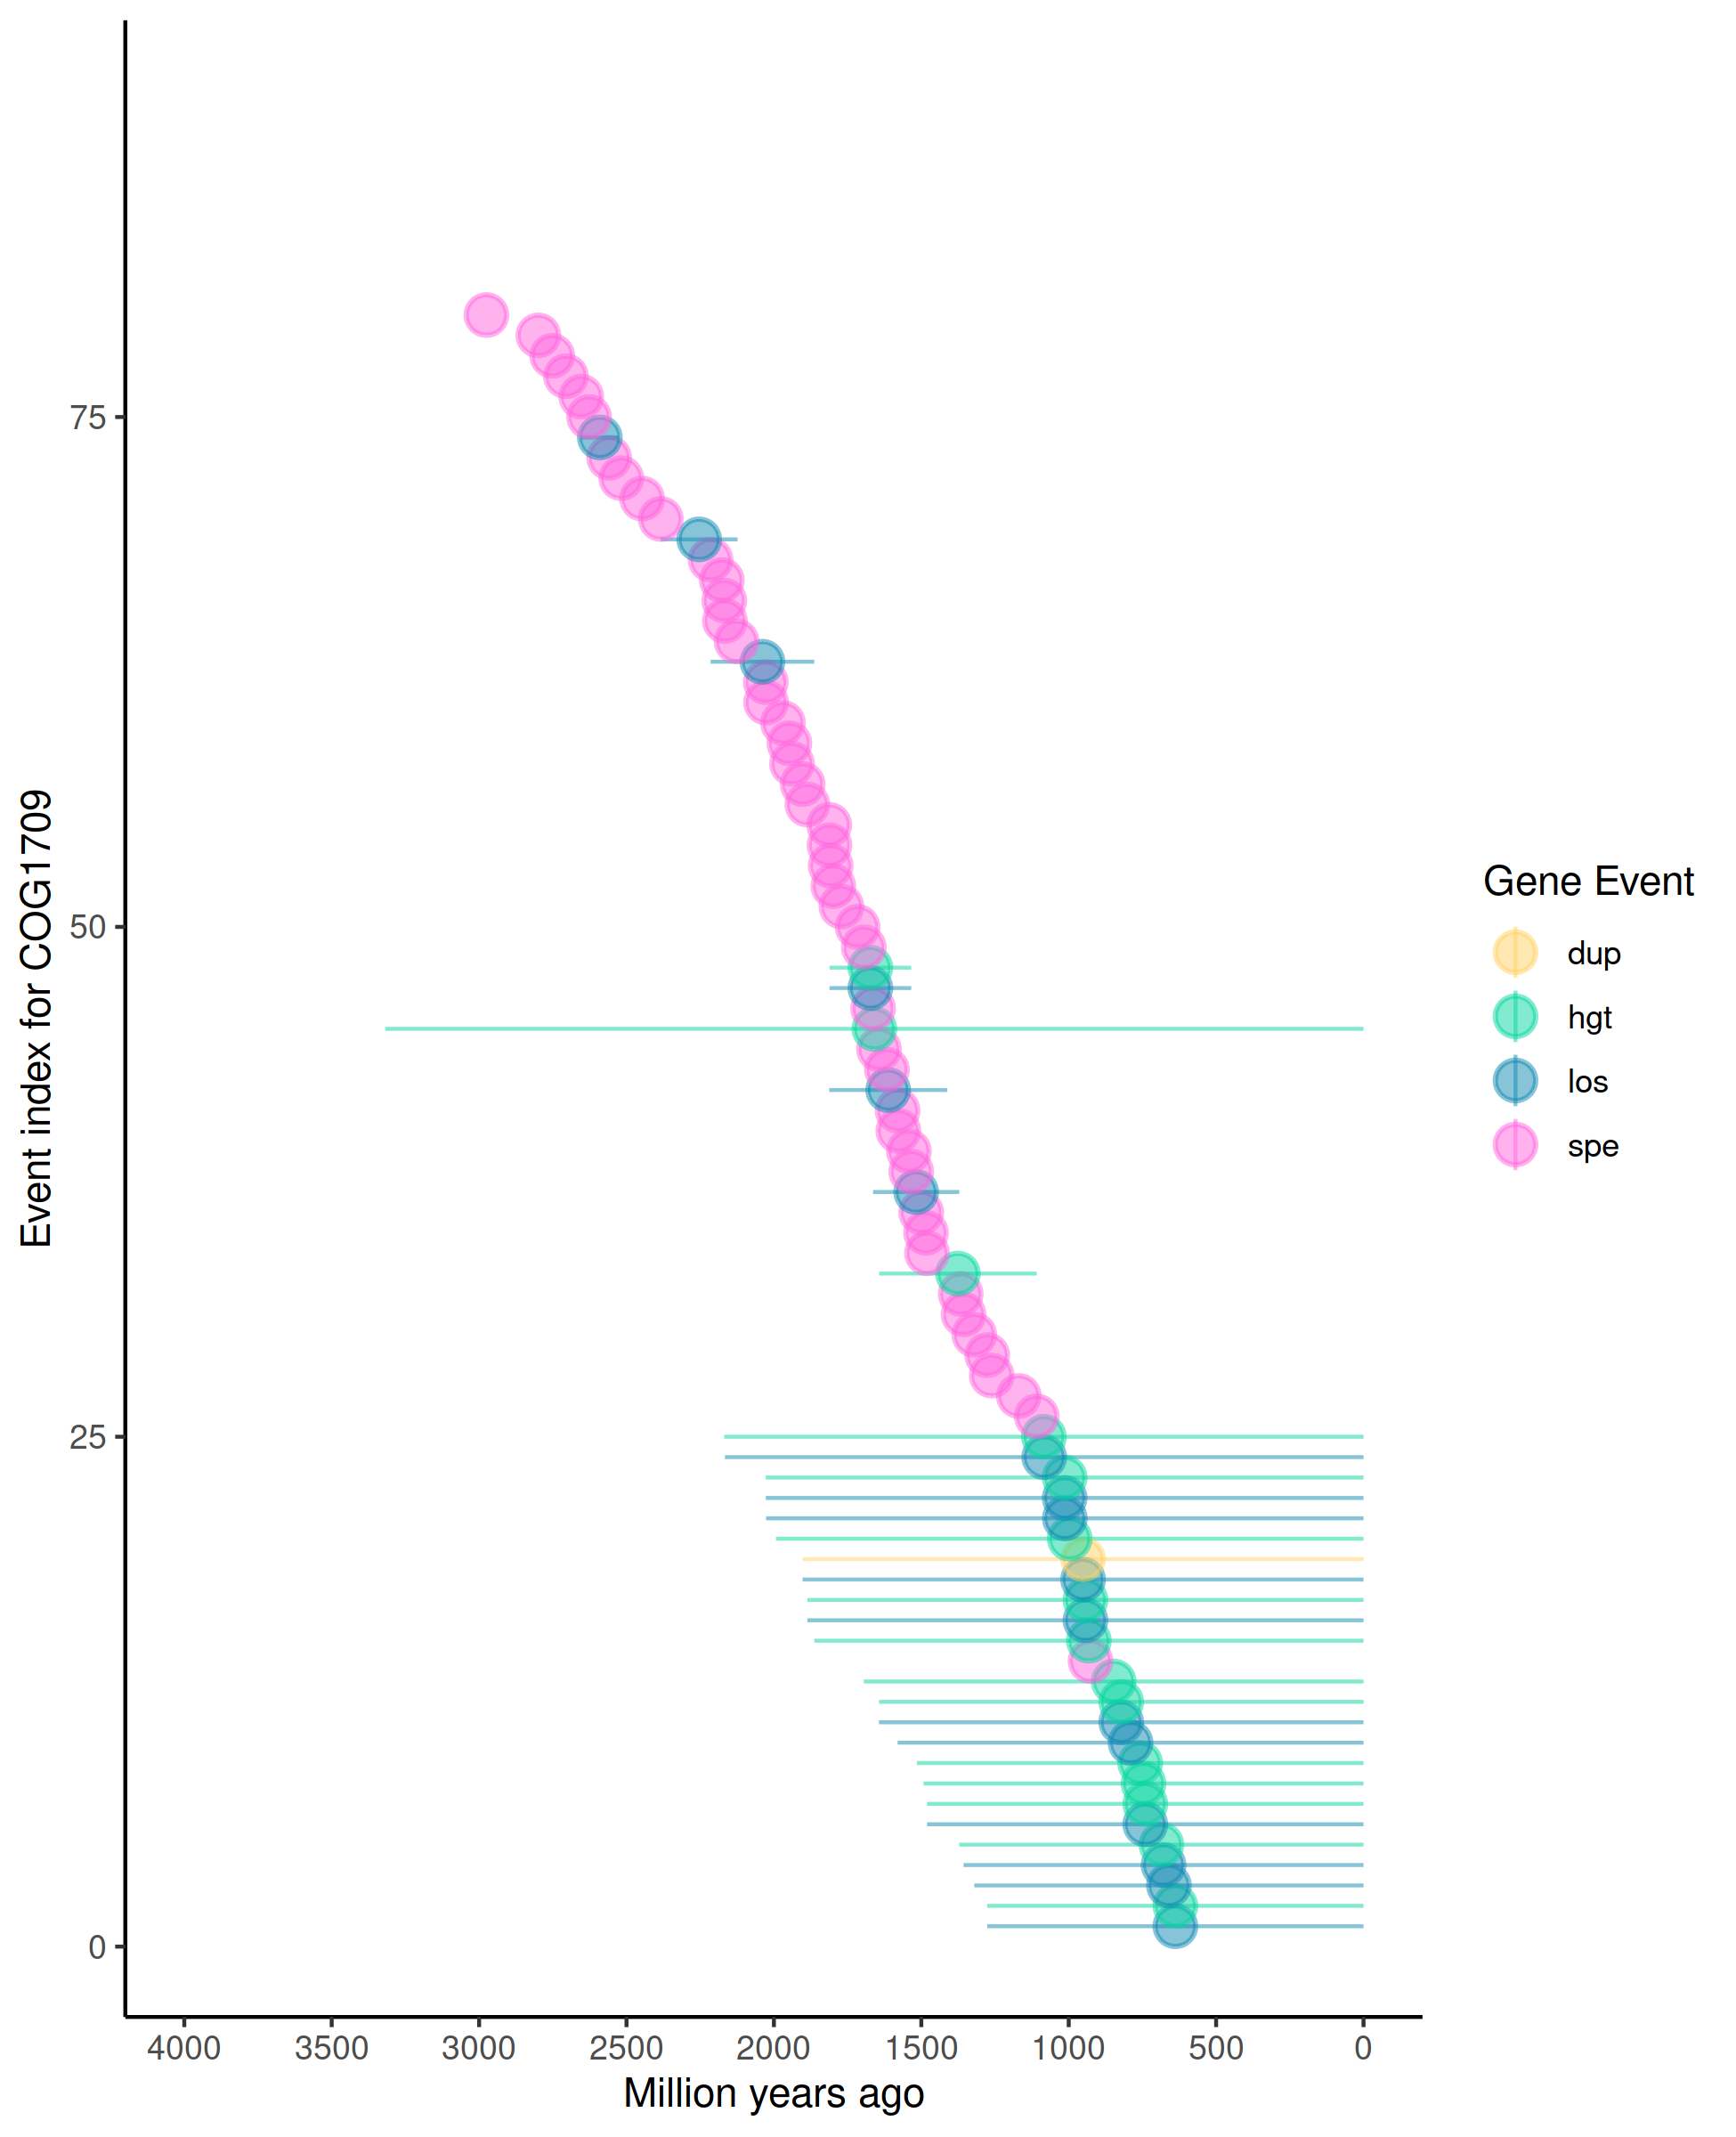 Event index for COG1709
75
50
25
0
4000 3500 3000 2500 2000 1500 1000 500 0
Million years ago
Gene Event
dup
hgt
los
spe